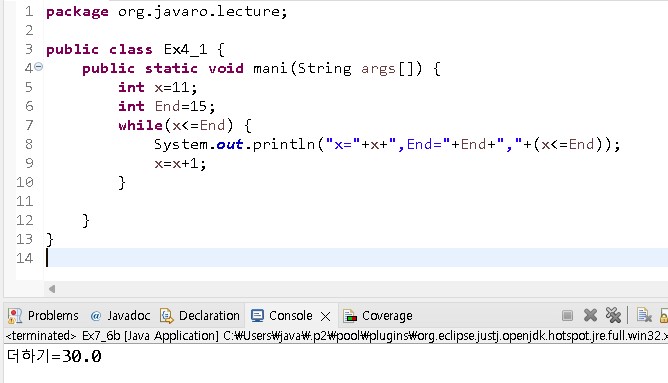 1 package org.javaro.lecture;
2
3 public class Ex4_1 {
4 public static void mani(String args[]) {
5 int x=11;
6 int End=15;
7 while(x<=End) {
8 System.out.println("x="+x+",End="+End+","+(x<=End));
9 x=x+1;
10 }
11
12 }
13 }
14
Problems @ Javadoc Declaration Console Coverage
<terminated> Ex7_6b [Java Application] C:₩Users₩java₩.p2₩pool₩plugins₩org.eclipse.justj.openjdk.hotspot.jre.full.win32.x
더하기=30.0